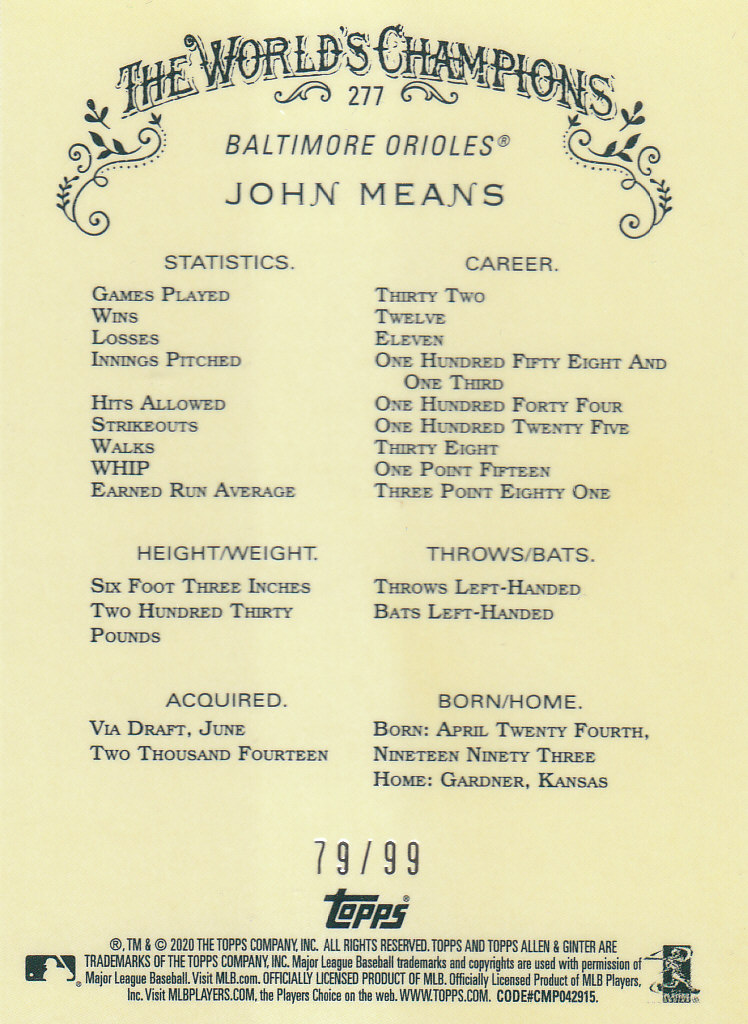 THE WORLD'S CHAMPIONS
277
BALTIMORE ORIOLES®
JOHN MEANS
STATISTICS. CAREER.
GAMES PLAYED THIRTY TWO
WINS TWELVE
LOSSES ELEVEN
INNINGS PITCHED ONE HUNDRED FIFTY EIGHT AND
ONE THIRD
HITS ALLOWED ONE HUNDRED FORTY FOUR
STRIKEOUTS ONE HUNDRED TWENTY FIVE
WALKS THIRTY EIGHT
WHIP ONE POINT FIFTEEN
EARNED RUN AVERAGE THREE POINT EIGHTY ONE
HEIGHT/WEIGHT.
SIX FOOT THREE INCHES
TWO HUNDRED THIRTY
POUNDS
THROWS/BATS.
THROWS LEFT-HANDED
BATS LEFT-HANDED
ACQUIRED.
VIA DRAFT, JUNE
TWO THOUSAND FOURTEEN
BORN/HOME.
BORN: APRIL TWENTY FOURTH,
NINETEEN NINETY THREE
HOME: GARDNER, KANSAS
79/99
Topps®
®, TM & © 2020 THE TOPPS COMPANY, INC. ALL RIGHTS RESERVED. TOPPS AND TOPPS ALLEN & GINTER ARE
TRADEMARKS OF THE TOPPS COMPANY, INC. Major League Baseball trademarks and copyrights are used with permission of
Major League Baseball. Visit MLB.com. OFFICIALLY LICENSED PRODUCT OF MLB. Officially Licensed Product of MLB Players,
Inc. Visit MLBPLAYERS.COM, the Players Choice on the web. WWW.TOPPS.COM. CODE#CMP042915.